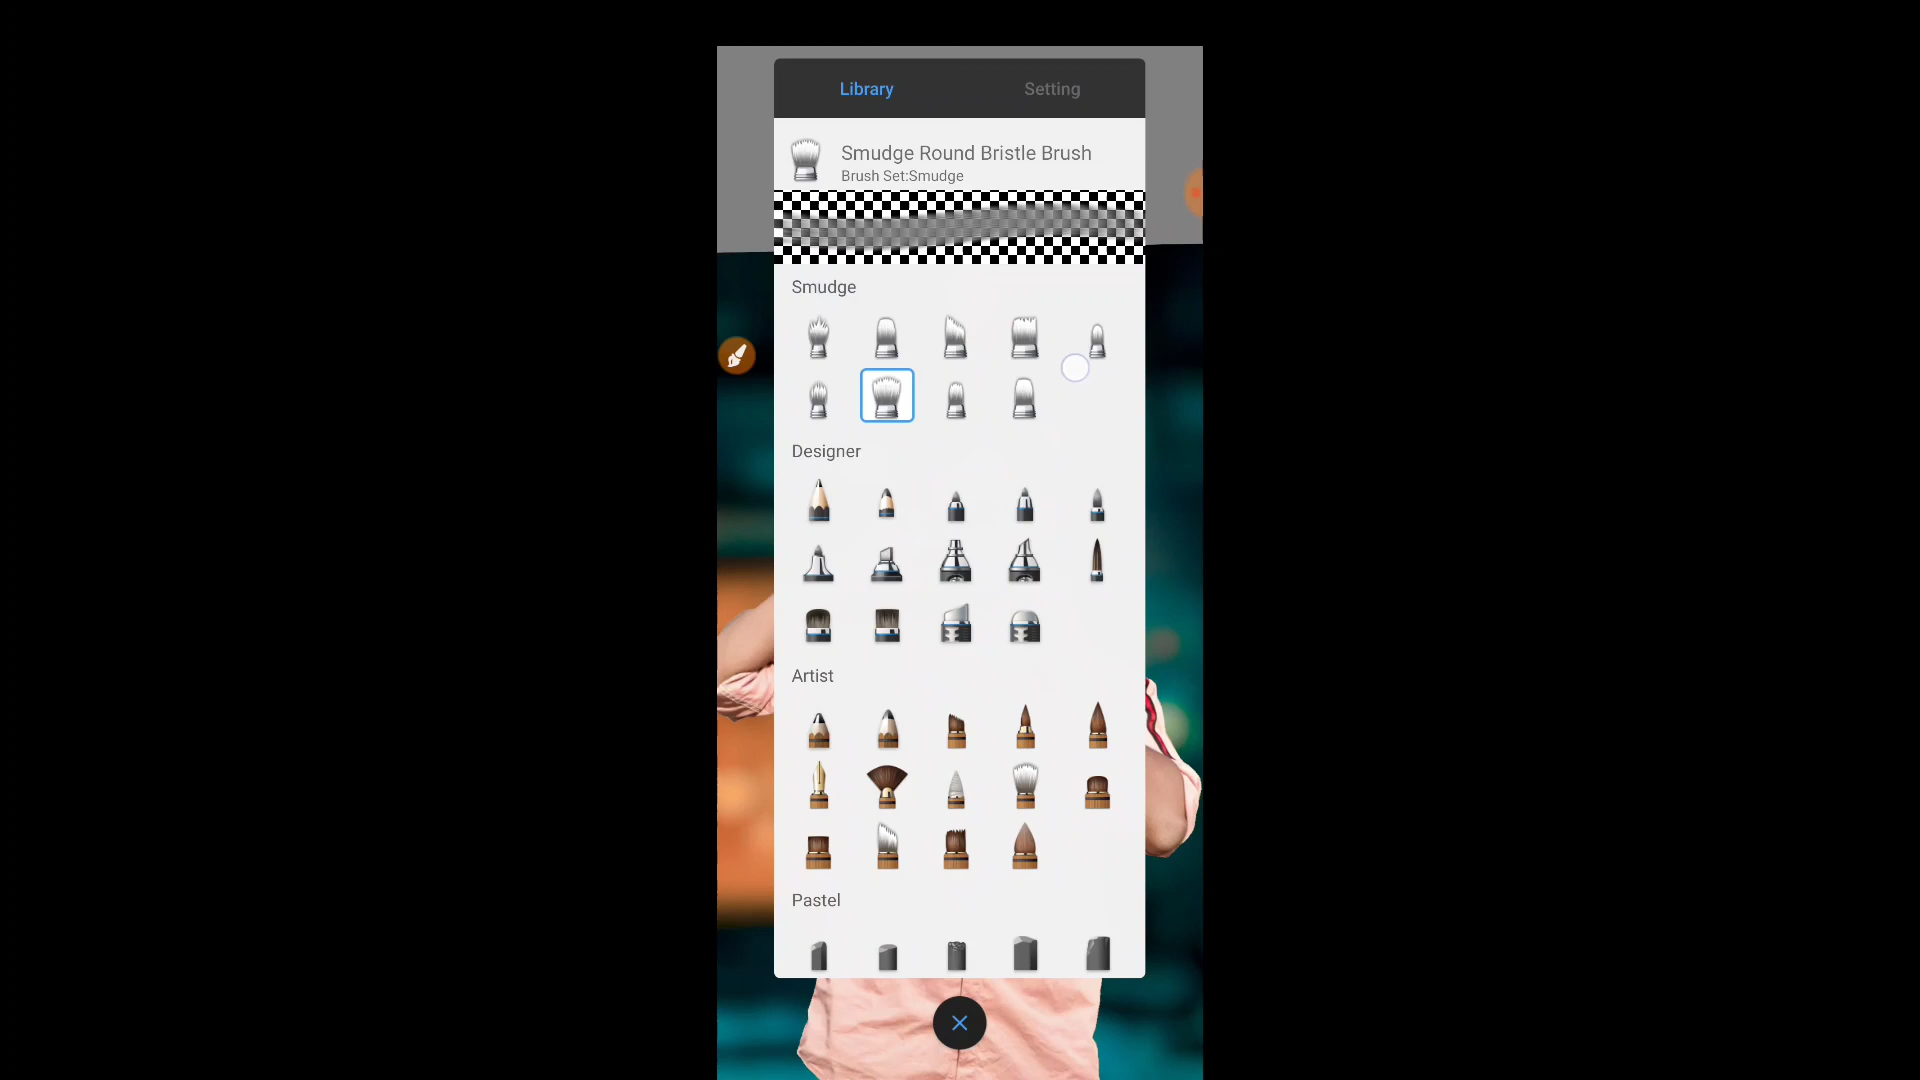 Library Setting
Smudge Round Bristle Brush
Brush Set:Smudge
Smudge
Designer
Artist
Pastel